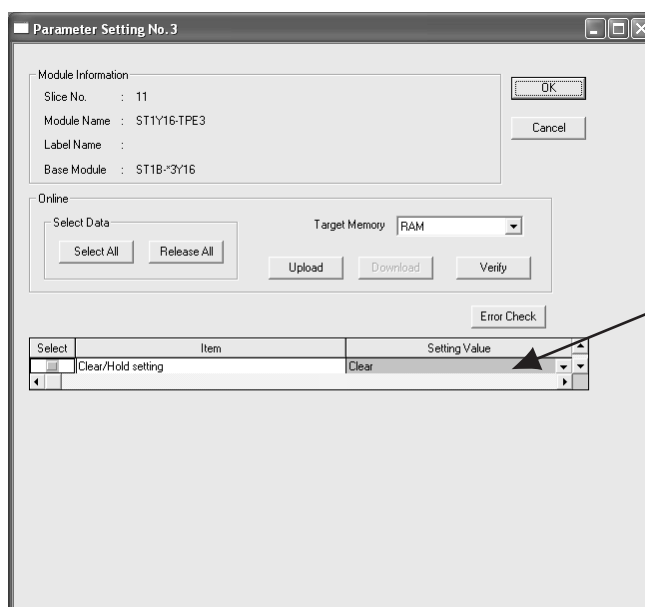 Parameter Setting No.3
Module Information
Slice No. : 11
Module Name : ST1Y16-TPE3
Label Name :
Base Module : ST1B-*3Y16
OK
Cancel
Online
Select Data
Select All Release All
Target Memory RAM
Upload Download Verify
Error Check
Select Item Setting Value
Clear/Hold setting Clear